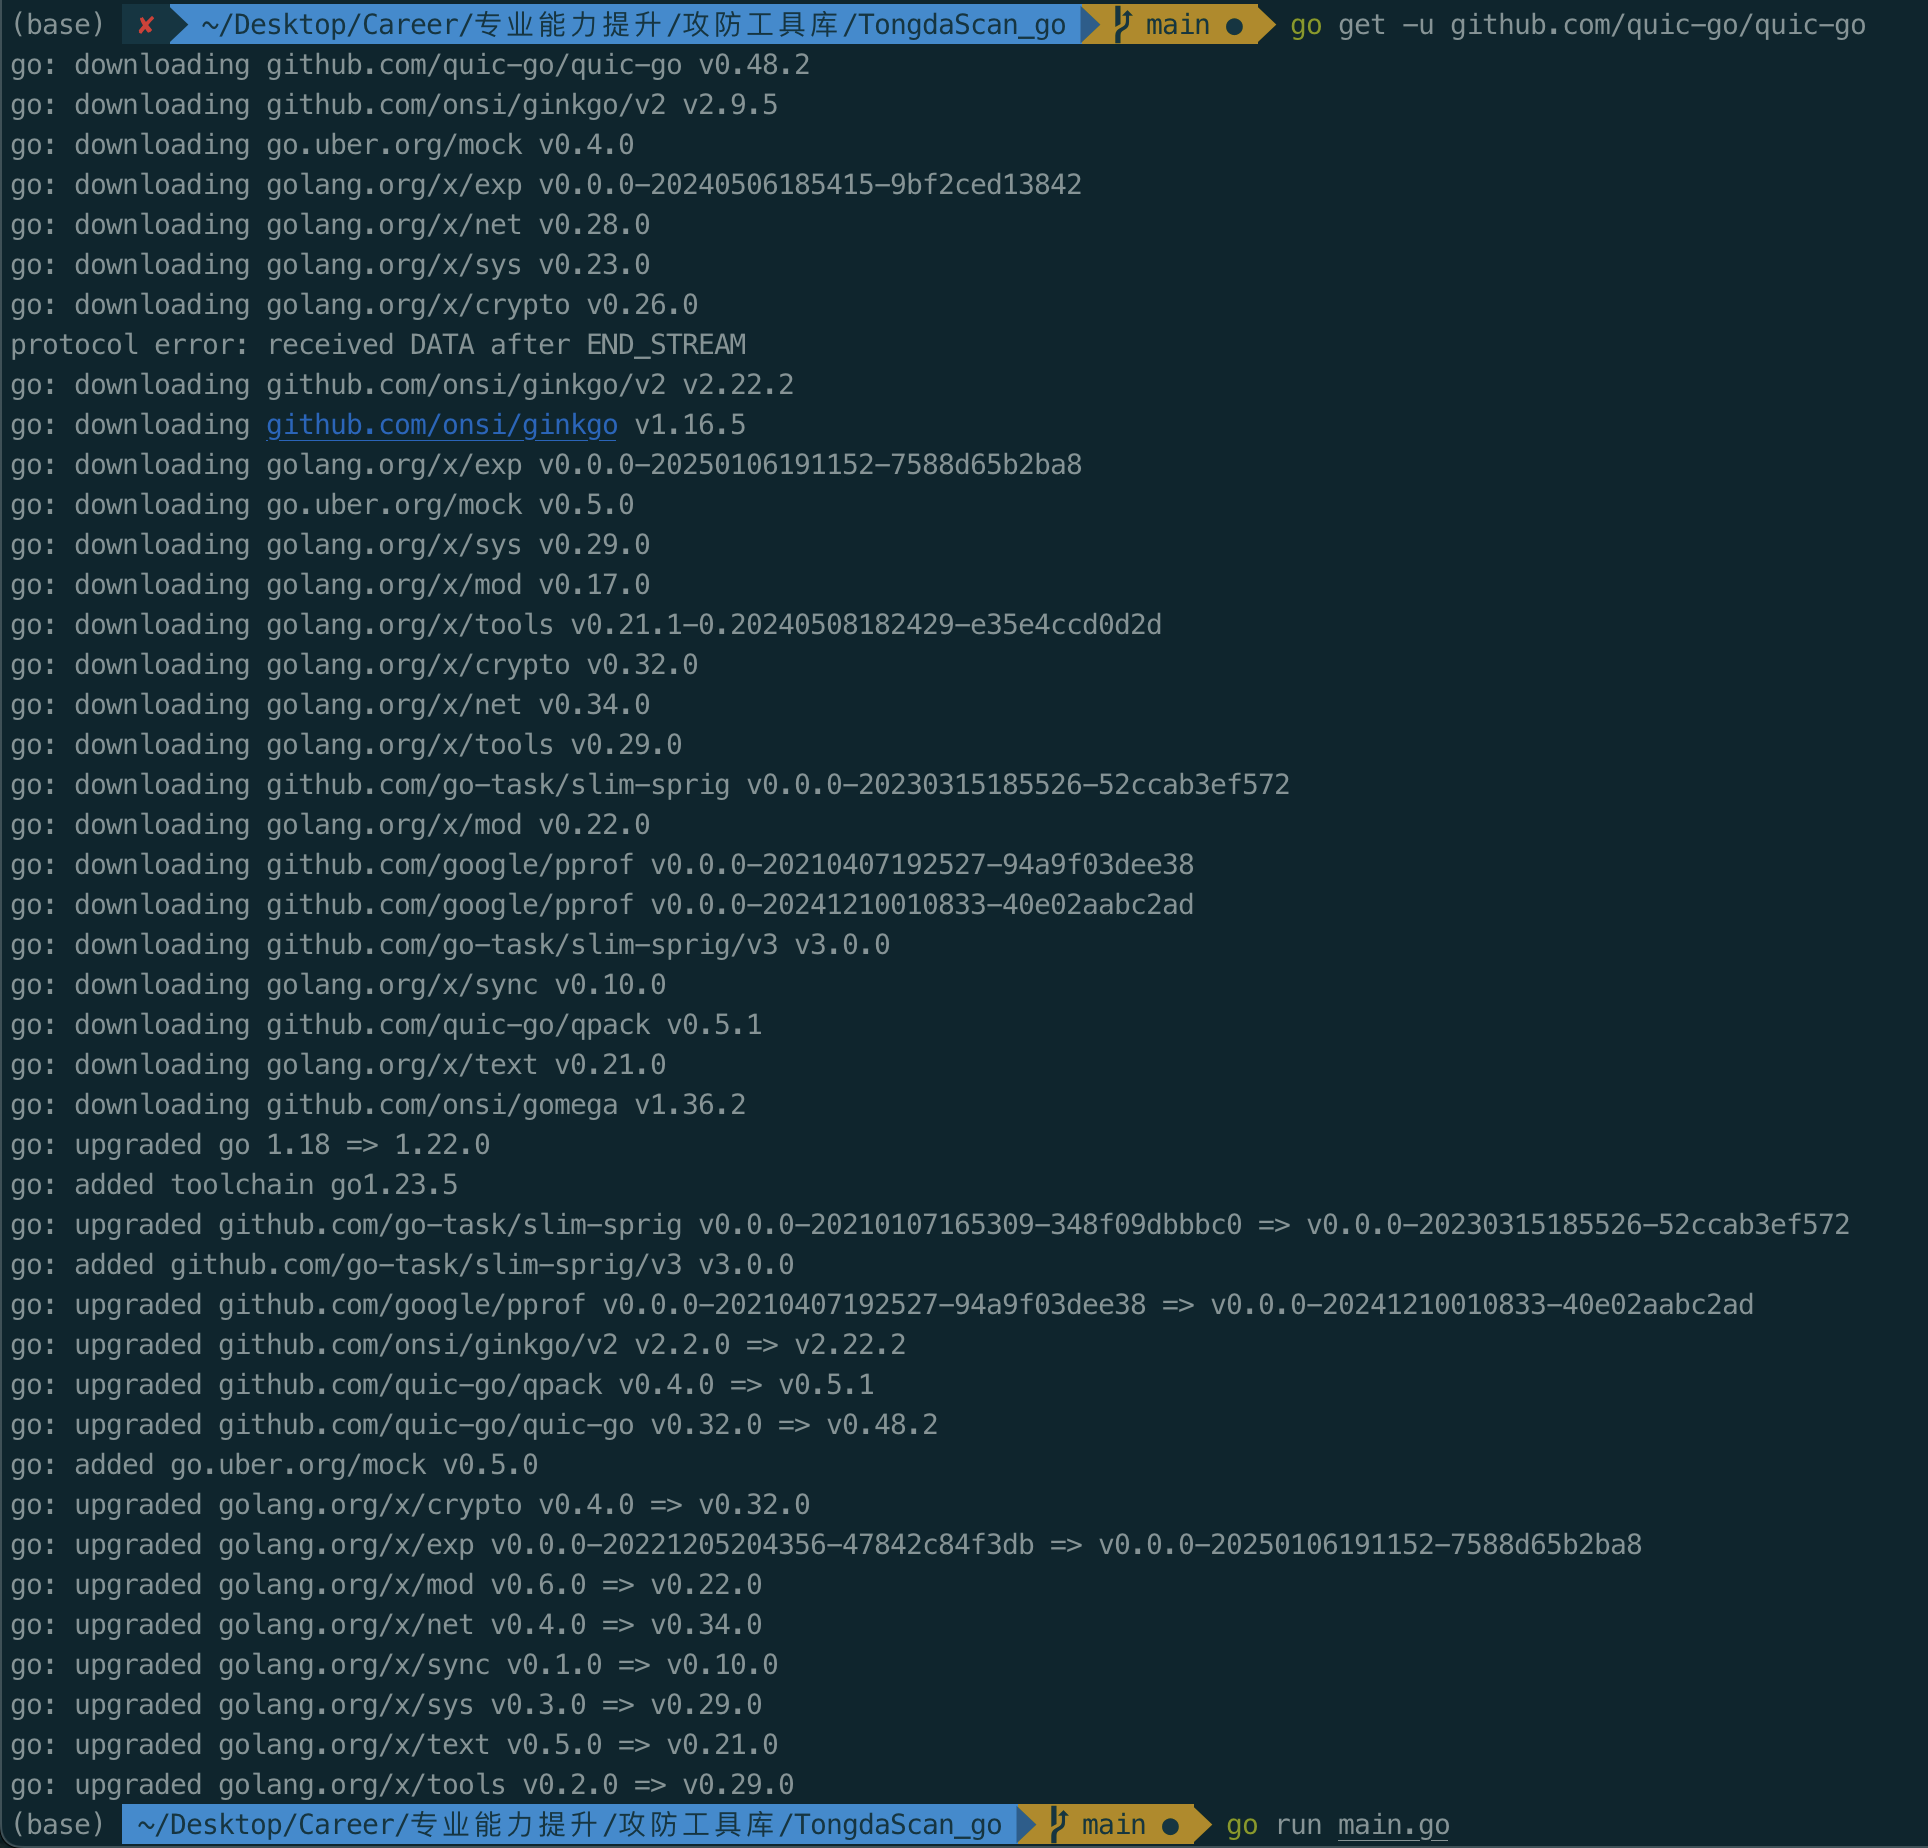 (base) ✘ ~/Desktop/Career/专业能力提升/攻防工具库/TongdaScan_go main ● go get -u github.com/quic-go/quic-go
go: downloading github.com/quic-go/quic-go v0.48.2
go: downloading github.com/onsi/ginkgo/v2 v2.9.5
go: downloading go.uber.org/mock v0.4.0
go: downloading golang.org/x/exp v0.0.0-20240506185415-9bf2ced13842
go: downloading golang.org/x/net v0.28.0
go: downloading golang.org/x/sys v0.23.0
go: downloading golang.org/x/crypto v0.26.0
protocol error: received DATA after END_STREAM
go: downloading github.com/onsi/ginkgo/v2 v2.22.2
go: downloading github.com/onsi/ginkgo v1.16.5
go: downloading golang.org/x/exp v0.0.0-20250106191152-7588d65b2ba8
go: downloading go.uber.org/mock v0.5.0
go: downloading golang.org/x/sys v0.29.0
go: downloading golang.org/x/mod v0.17.0
go: downloading golang.org/x/tools v0.21.1-0.20240508182429-e35e4ccd0d2d
go: downloading golang.org/x/crypto v0.32.0
go: downloading golang.org/x/net v0.34.0
go: downloading golang.org/x/tools v0.29.0
go: downloading github.com/go-task/slim-sprig v0.0.0-20230315185526-52ccab3ef572
go: downloading golang.org/x/mod v0.22.0
go: downloading github.com/google/pprof v0.0.0-20210407192527-94a9f03dee38
go: downloading github.com/google/pprof v0.0.0-20241210010833-40e02aabc2ad
go: downloading github.com/go-task/slim-sprig/v3 v3.0.0
go: downloading golang.org/x/sync v0.10.0
go: downloading github.com/quic-go/qpack v0.5.1
go: downloading golang.org/x/text v0.21.0
go: downloading github.com/onsi/gomega v1.36.2
go: upgraded go 1.18 => 1.22.0
go: added toolchain go1.23.5
go: upgraded github.com/go-task/slim-sprig v0.0.0-20210107165309-348f09dbbbc0 => v0.0.0-20230315185526-52ccab3ef572
go: added github.com/go-task/slim-sprig/v3 v3.0.0
go: upgraded github.com/google/pprof v0.0.0-20210407192527-94a9f03dee38 => v0.0.0-20241210010833-40e02aabc2ad
go: upgraded github.com/onsi/ginkgo/v2 v2.2.0 => v2.22.2
go: upgraded github.com/quic-go/qpack v0.4.0 => v0.5.1
go: upgraded github.com/quic-go/quic-go v0.32.0 => v0.48.2
go: added go.uber.org/mock v0.5.0
go: upgraded golang.org/x/crypto v0.4.0 => v0.32.0
go: upgraded golang.org/x/exp v0.0.0-20221205204356-47842c84f3db => v0.0.0-20250106191152-7588d65b2ba8
go: upgraded golang.org/x/mod v0.6.0 => v0.22.0
go: upgraded golang.org/x/net v0.4.0 => v0.34.0
go: upgraded golang.org/x/sync v0.1.0 => v0.10.0
go: upgraded golang.org/x/sys v0.3.0 => v0.29.0
go: upgraded golang.org/x/text v0.5.0 => v0.21.0
go: upgraded golang.org/x/tools v0.2.0 => v0.29.0
(base) ~/Desktop/Career/专业能力提升/攻防工具库/TongdaScan_go main ● go run main.go